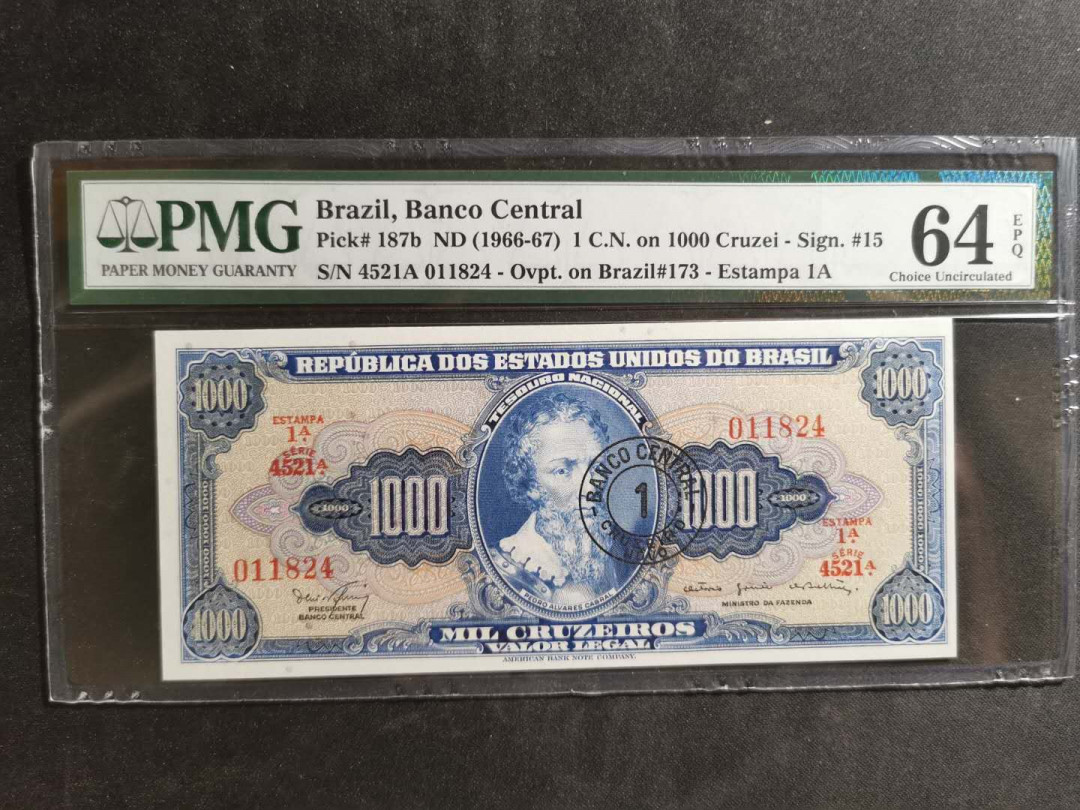 PMG
PAPER MONEY GUARANTY
Brazil, Banco Central
Pick# 187b ND (1966-67) 1 C.N. on 1000 Cruzei - Sign. #15
S/N 4521A 011824 - Ovpt. on Brazil#173 - Estampa 1A
64
EPQ
Choice Uncirculated
REPÚBLICA DOS ESTADOS UNIDOS DO BRASIL
TESOURO NACIONAL
1000
1000
ESTAMPA
1A
SÉRIE
4521A
011824
1000
1000
BANCO CENTRAL
1
1000
1000
011824
ESTAMPA
1A
SÉRIE
4521A
PRESIDENTE
BANCO CENTRAL
PEDRO ALVARES CABRAL
MINISTRO DA FAZENDA
1000
1000
MIL CRUZEIROS
VALOR LEGAL
AMERICAN BANK NOTE COMPANY.